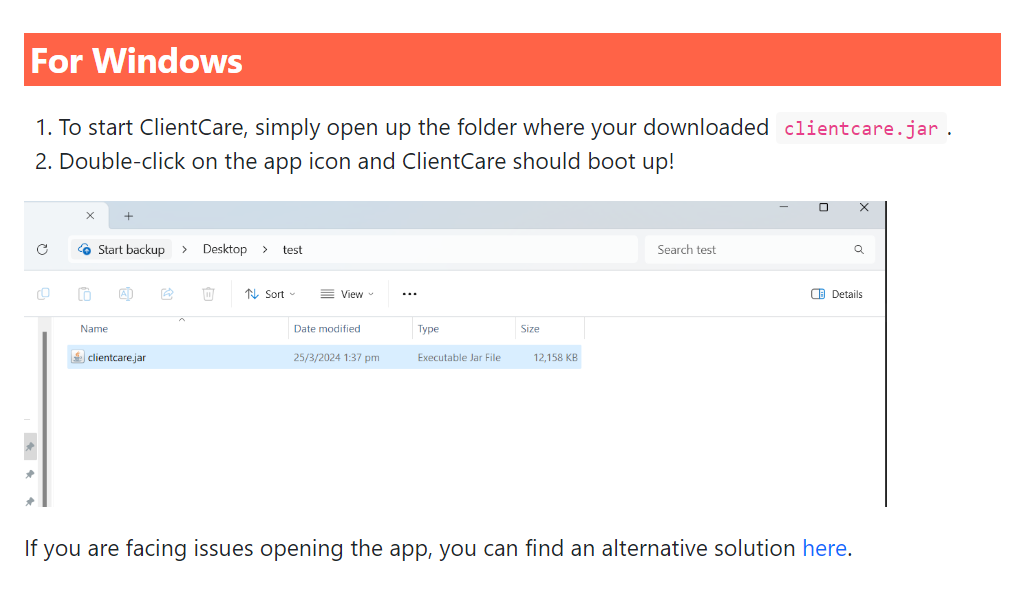 For Windows
1. To start ClientCare, simply open up the folder where your downloaded clientcare.jar .
2. Double-click on the app icon and ClientCare should boot up!
Start backup > Desktop > test
Search test
Sort
View
Details
Name Date modified Type Size
clientcare.jar 25/3/2024 1:37 pm Executable Jar File 12,158 KB
If you are facing issues opening the app, you can find an alternative solution here.